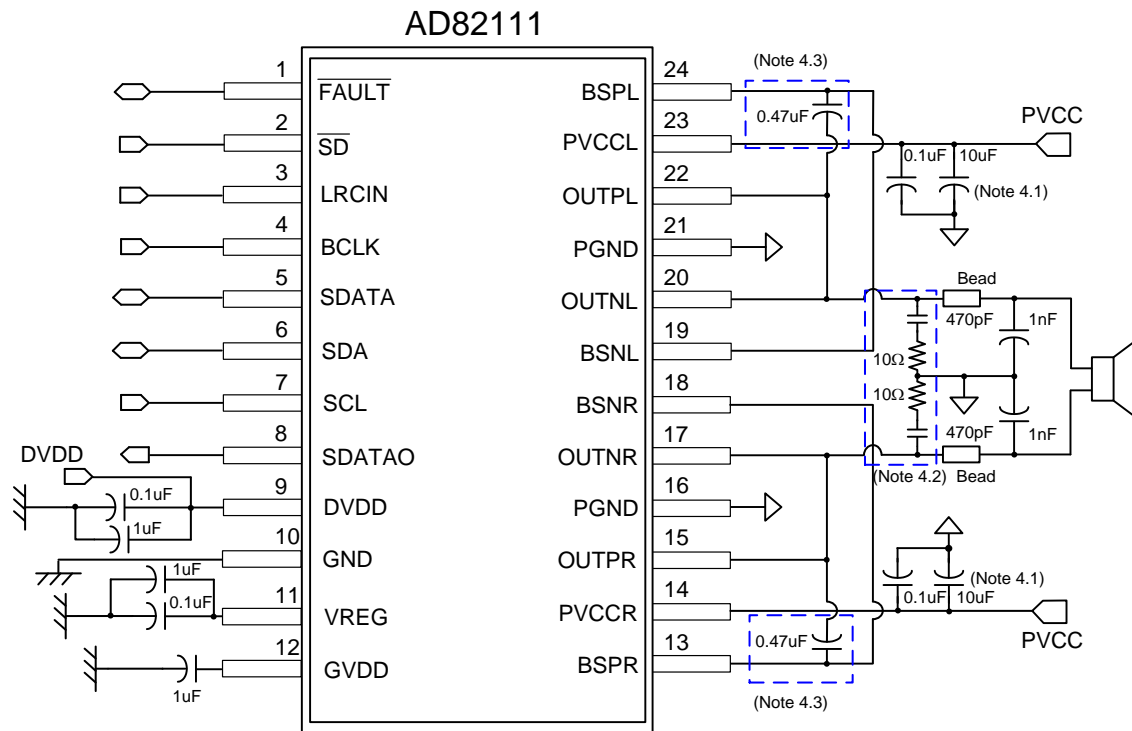 AD82111
1
FAULT
2
SD
3
LRCIN
4
BCLK
5
SDATA
6
SDA
7
SCL
8
SDATAO
DVDD
0.1uF
1uF
9
DVDD
10
GND
1uF
0.1uF
11
VREG
12
GVDD
1uF
24
BSPL
(Note 4.3)
0.47uF
23
PVCCL
PVCC
0.1uF
10uF
(Note 4.1)
22
OUTPL
21
PGND
20
OUTNL
Bead
470pF
1nF
19
BSNL
10Ω
10Ω
18
BSNR
470pF
1nF
17
OUTNR
(Note 4.2)
Bead
16
PGND
15
OUTPR
14
PVCCR
0.1uF
10uF
(Note 4.1)
PVCC
13
BSPR
0.47uF
(Note 4.3)